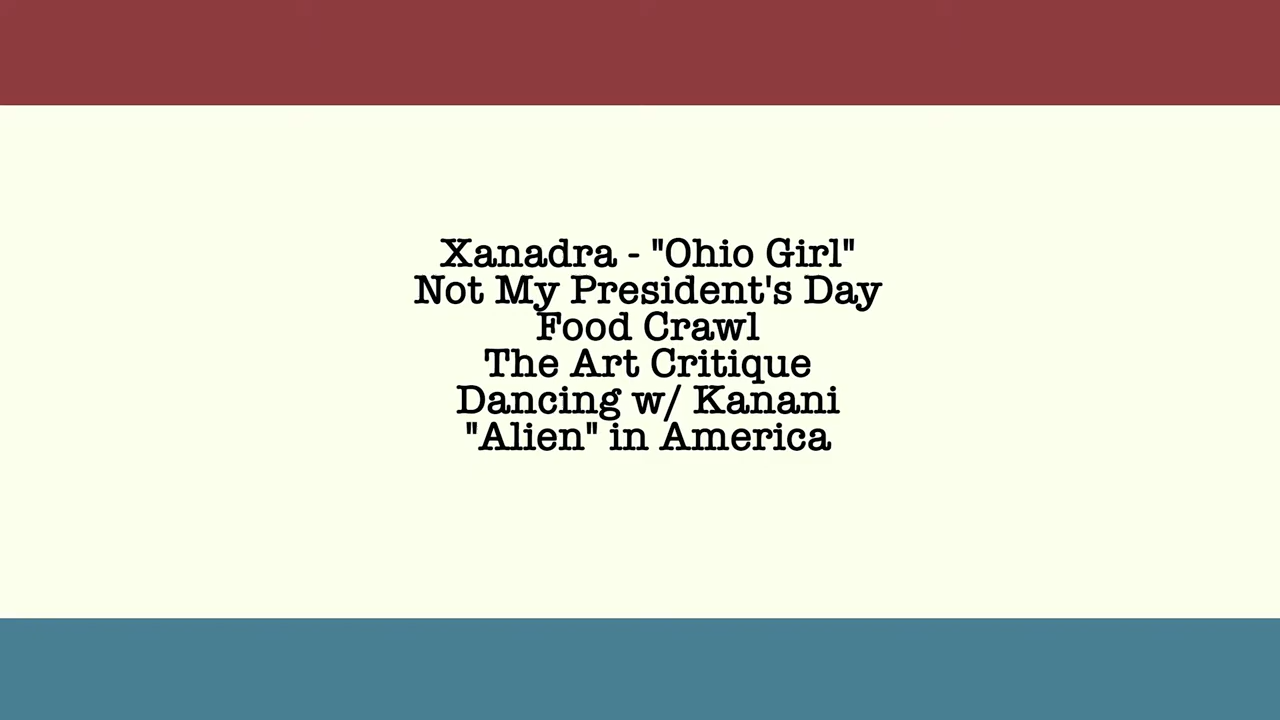 Xanadra - "Ohio Girl"
Not My President's Day
Food Crawl
The Art Critique
Dancing w/ Kanani
"Alien" in America